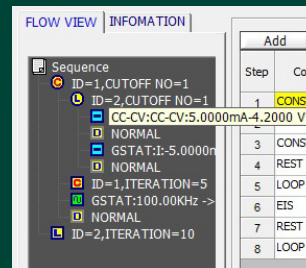 FLOW VIEW INFOMATION
Sequence
ID=1,CUTOFF NO=1
ID=2,CUTOFF NO=1
CC-CV:CC-CV:5.0000mA-4.2000 V
NORMAL
GSTAT:I:-5.0000m
NORMAL
ID=1,ITERATION=5
GSTAT:100.00KHz ->
NORMAL
ID=2,ITERATION=10
Add
Step Co
1 CONS
3 CONS
4 REST
5 LOOP
6 EIS
7 REST
8 LOOP